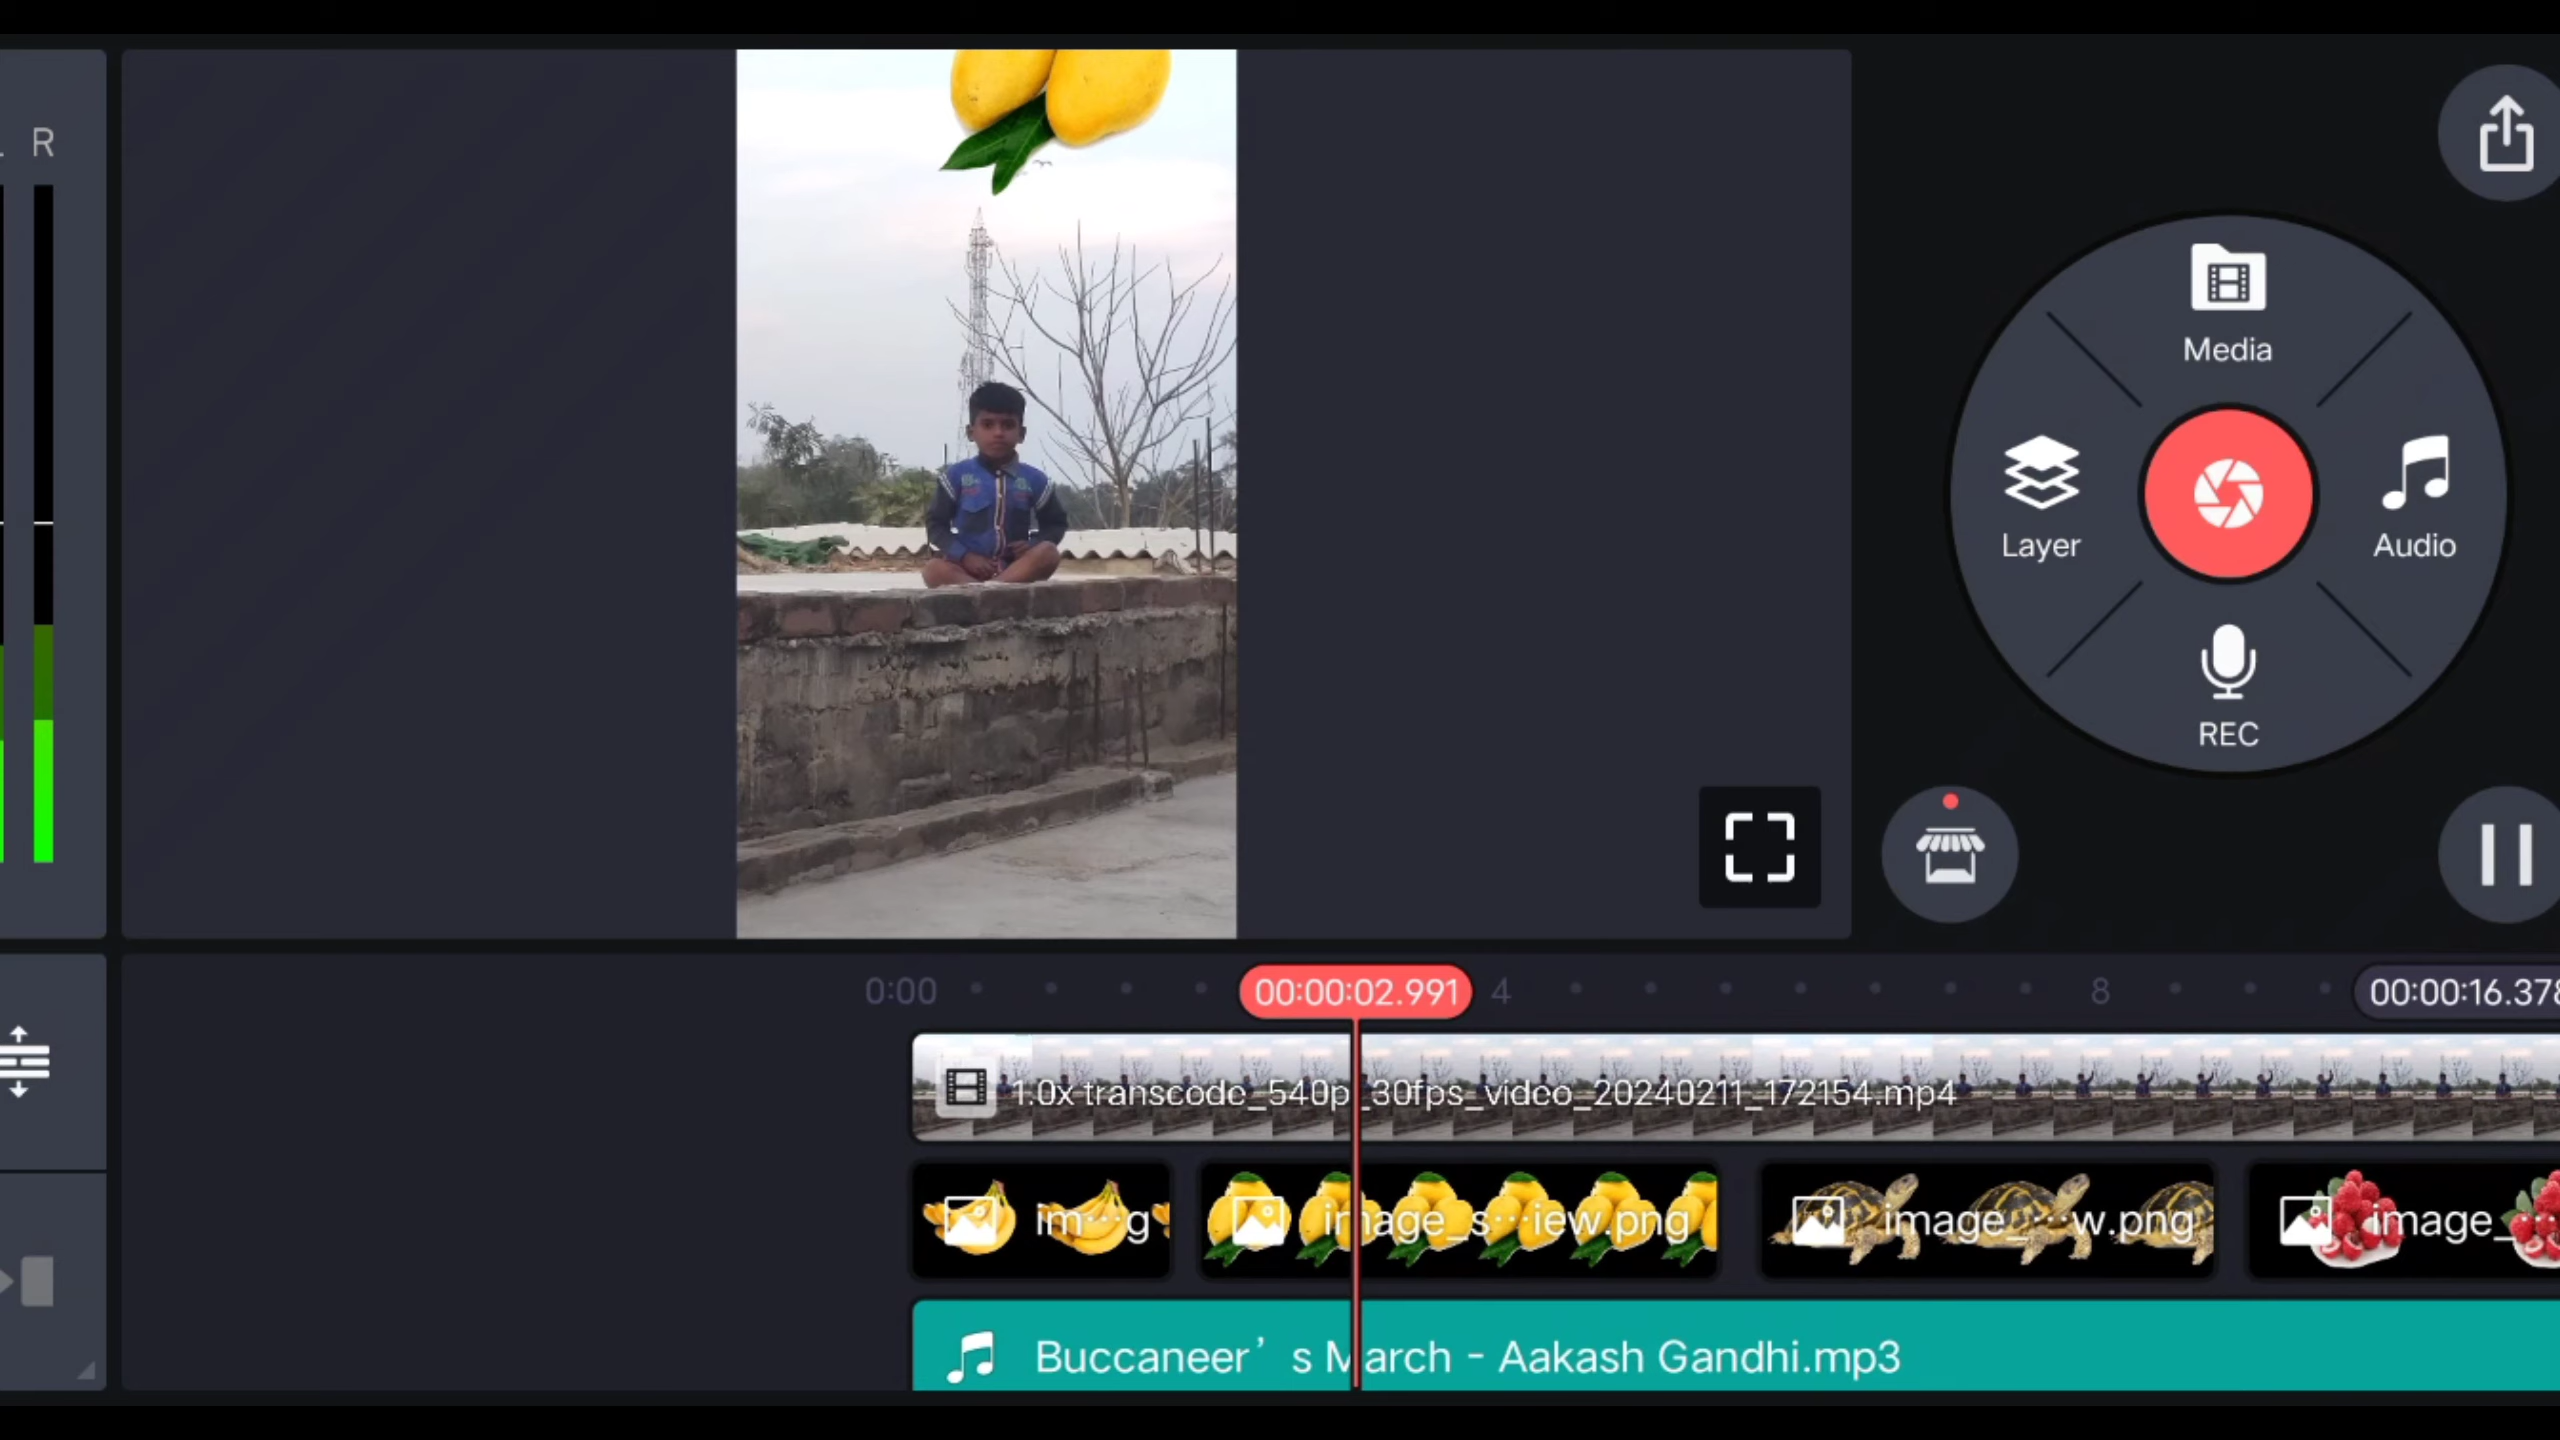 R
Media
Layer
Audio
REC
0:00
00:00:02.991
4
8
00:00:16.378
1.0x transcode_540p_30fps_video_20240211_172154.mp4
im…g
image_s…iew.png
image_…w.png
image_
Buccaneer’s March - Aakash Gandhi.mp3